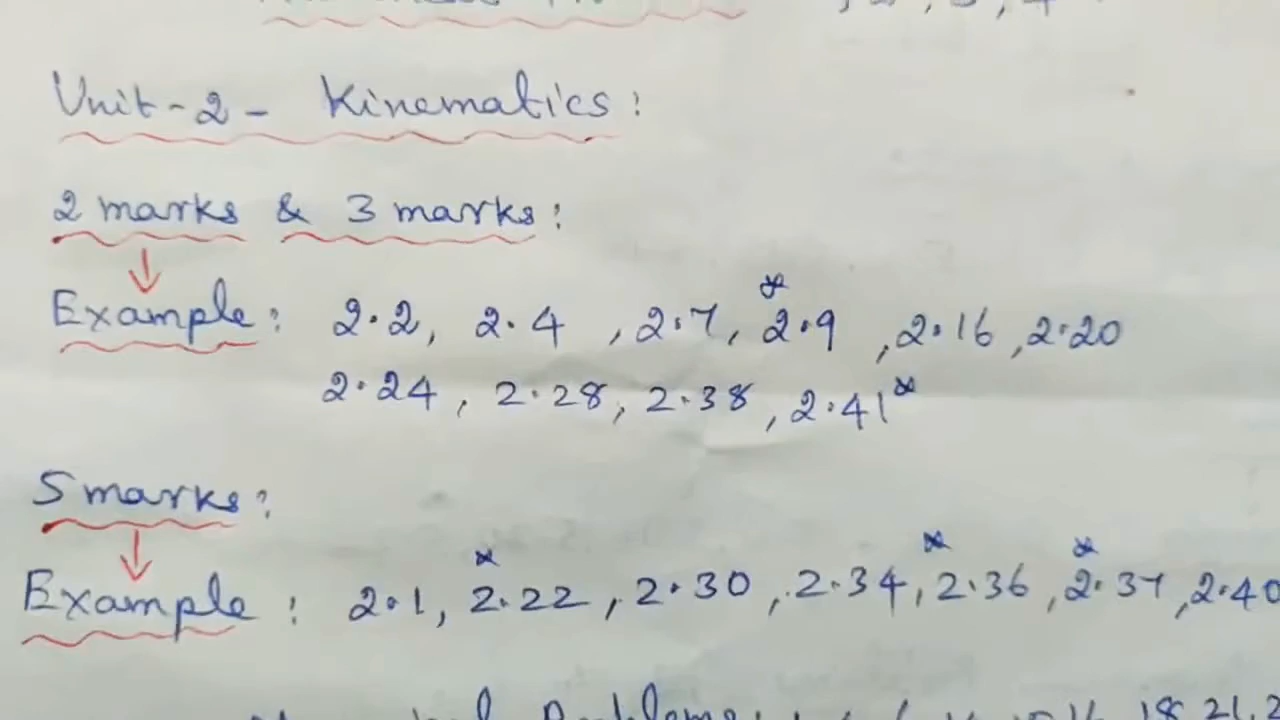 Unit-2- Kinematics:
2 marks & 3 marks:
Example: 2.2, 2.4 ,2.7, 2.9 ,2.16 ,2.20
2.24 , 2.28, 2.38 ,2.41
5 marks:
Example : 2.1, 2.22 ,2.30 ,2.34 ,2.36 ,2.37 ,2.40